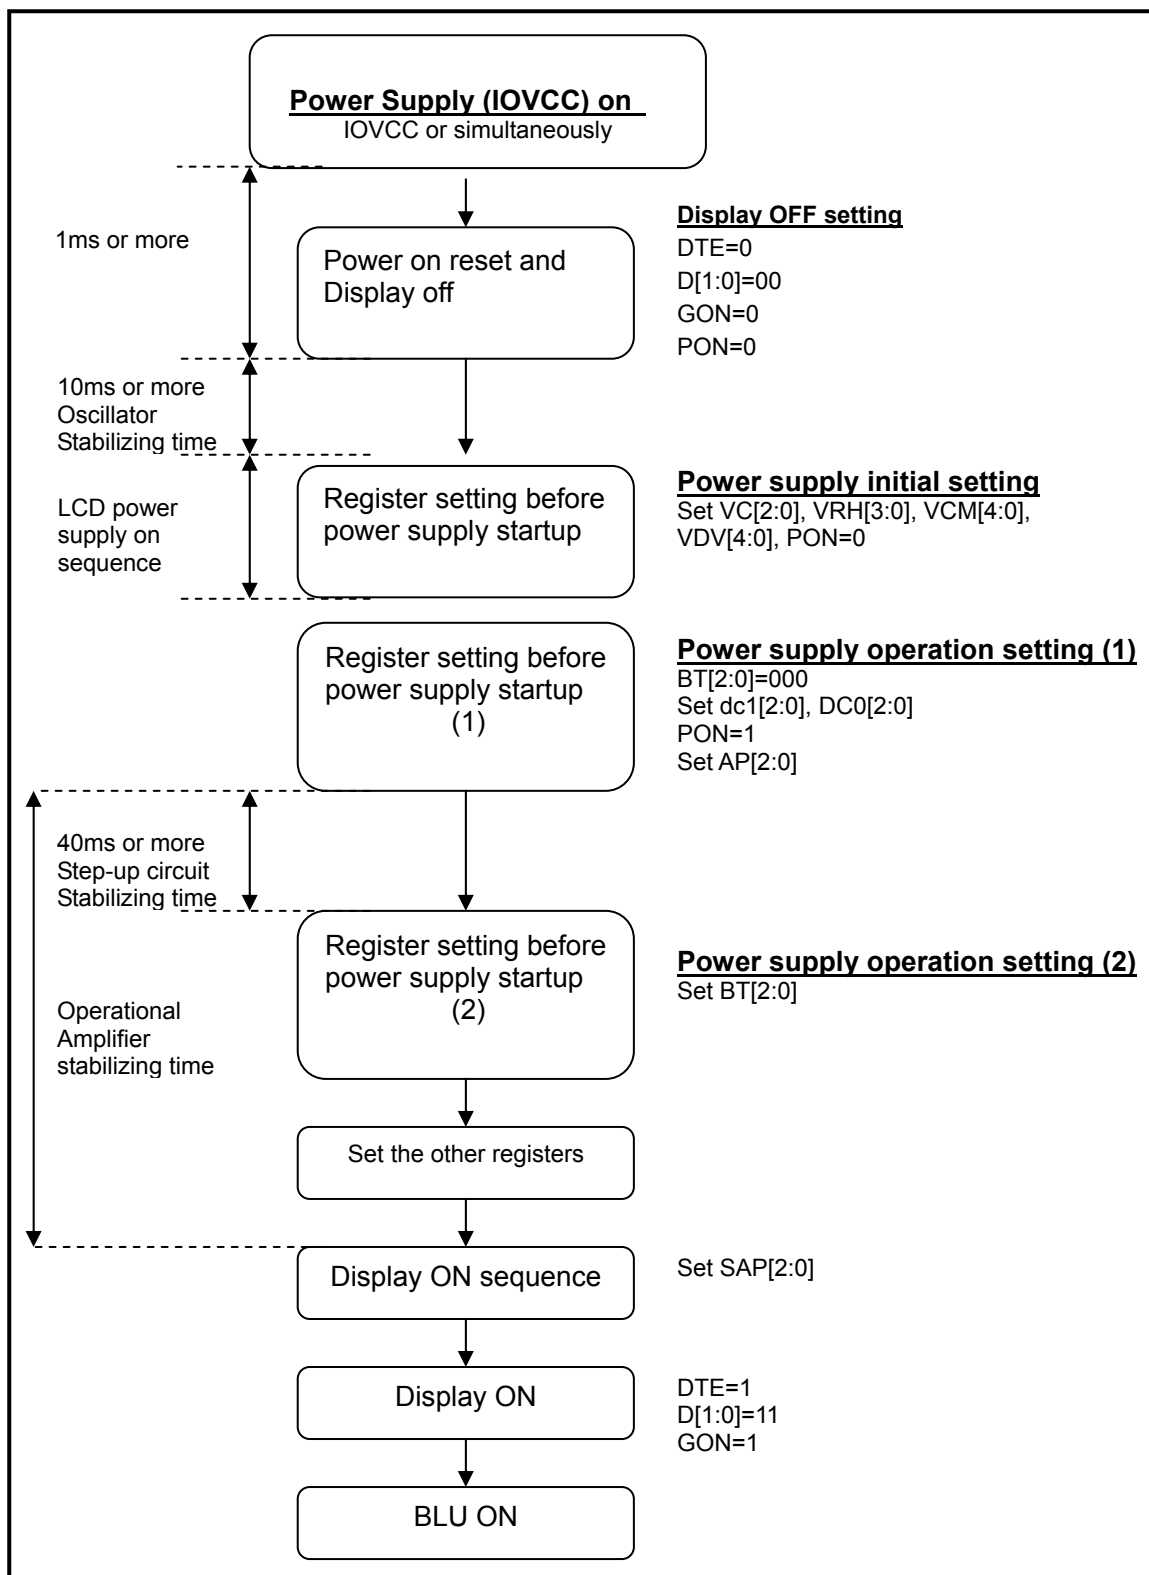 Power Supply (IOVCC) on
IOVCC or simultaneously
1ms or more
Power on reset and
Display off
Display OFF setting
DTE=0
D[1:0]=00
GON=0
PON=0
10ms or more
Oscillator
Stabilizing time
LCD power
supply on
sequence
Register setting before
power supply startup
Power supply initial setting
Set VC[2:0], VRH[3:0], VCM[4:0],
VDV[4:0], PON=0
Register setting before
power supply startup
(1)
Power supply operation setting (1)
BT[2:0]=000
Set dc1[2:0], DC0[2:0]
PON=1
Set AP[2:0]
40ms or more
Step-up circuit
Stabilizing time
Register setting before
power supply startup
(2)
Power supply operation setting (2)
Set BT[2:0]
Operational
Amplifier
stabilizing time
Set the other registers
Display ON sequence
Set SAP[2:0]
Display ON
DTE=1
D[1:0]=11
GON=1
BLU ON